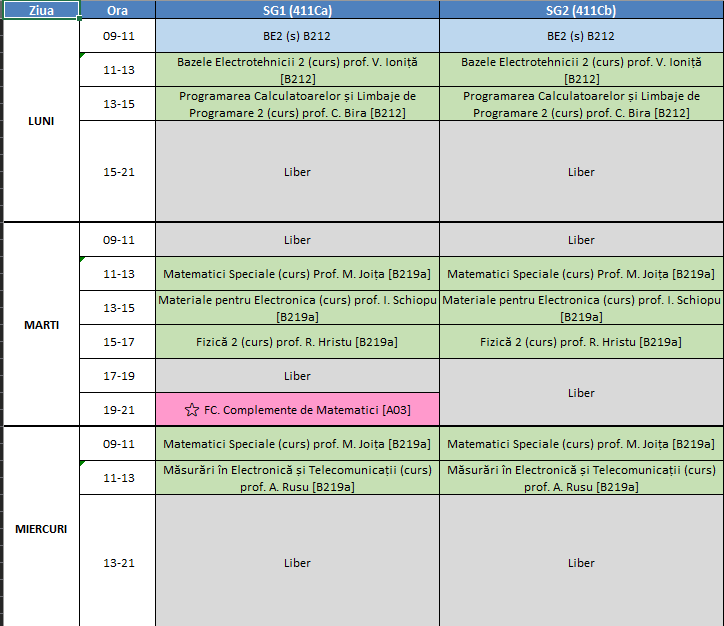 Ziua Ora SG1 (411Ca) SG2 (411Cb)
LUNI
09-11 BE2 (s) B212 BE2 (s) B212
11-13
Bazele Electrotehnicii 2 (curs) prof. V. Ioniță
[B212]
Bazele Electrotehnicii 2 (curs) prof. V. Ioniță
[B212]
13-15
Programarea Calculatoarelor și Limbaje de
Programare 2 (curs) prof. C. Bira [B212]
Programarea Calculatoarelor și Limbaje de
Programare 2 (curs) prof. C. Bira [B212]
15-21 Liber Liber
MARTI
09-11 Liber Liber
11-13 Matematici Speciale (curs) Prof. M. Joița [B219a] Matematici Speciale (curs) Prof. M. Joița [B219a]
13-15
Materiale pentru Electronica (curs) prof. I. Schiopu
[B219a]
Materiale pentru Electronica (curs) prof. I. Schiopu
[B219a]
15-17 Fizică 2 (curs) prof. R. Hristu [B219a] Fizică 2 (curs) prof. R. Hristu [B219a]
17-19 Liber Liber
19-21 ☆ FC. Complemente de Matematici [A03]
MIERCURI
09-11 Matematici Speciale (curs) prof. M. Joița [B219a] Matematici Speciale (curs) prof. M. Joița [B219a]
11-13
Măsurări în Electronică și Telecomunicații (curs)
prof. A. Rusu [B219a]
Măsurări în Electronică și Telecomunicații (curs)
prof. A. Rusu [B219a]
13-21 Liber Liber